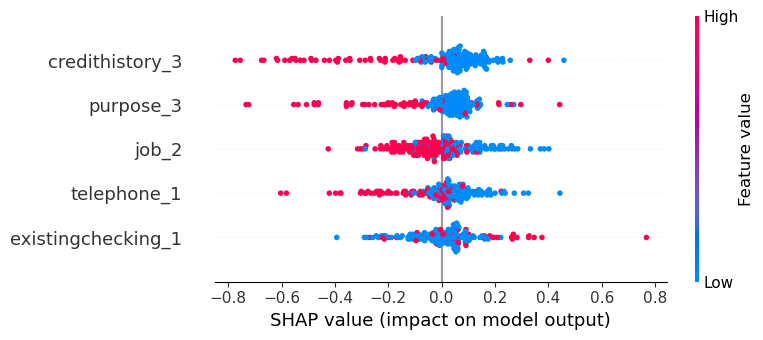 High
credithistory_3
purpose_3
job_2
telephone_1
existingchecking_1
Feature value
Low
−0.8 −0.6 −0.4 −0.2 0.0 0.2 0.4 0.6 0.8
SHAP value (impact on model output)